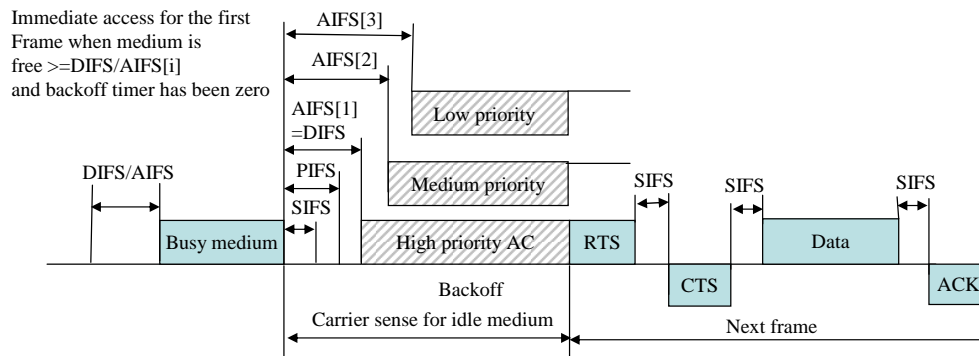 Immediate access for the first
Frame when medium is
free >=DIFS/AIFS[i]
and backoff timer has been zero
AIFS[3]
AIFS[2]
AIFS[1]
=DIFS
PIFS
SIFS
DIFS/AIFS
Low priority
Medium priority
High priority AC
Busy medium
RTS
SIFS
CTS
SIFS
Data
SIFS
ACK
Backoff
Carrier sense for idle medium
Next frame